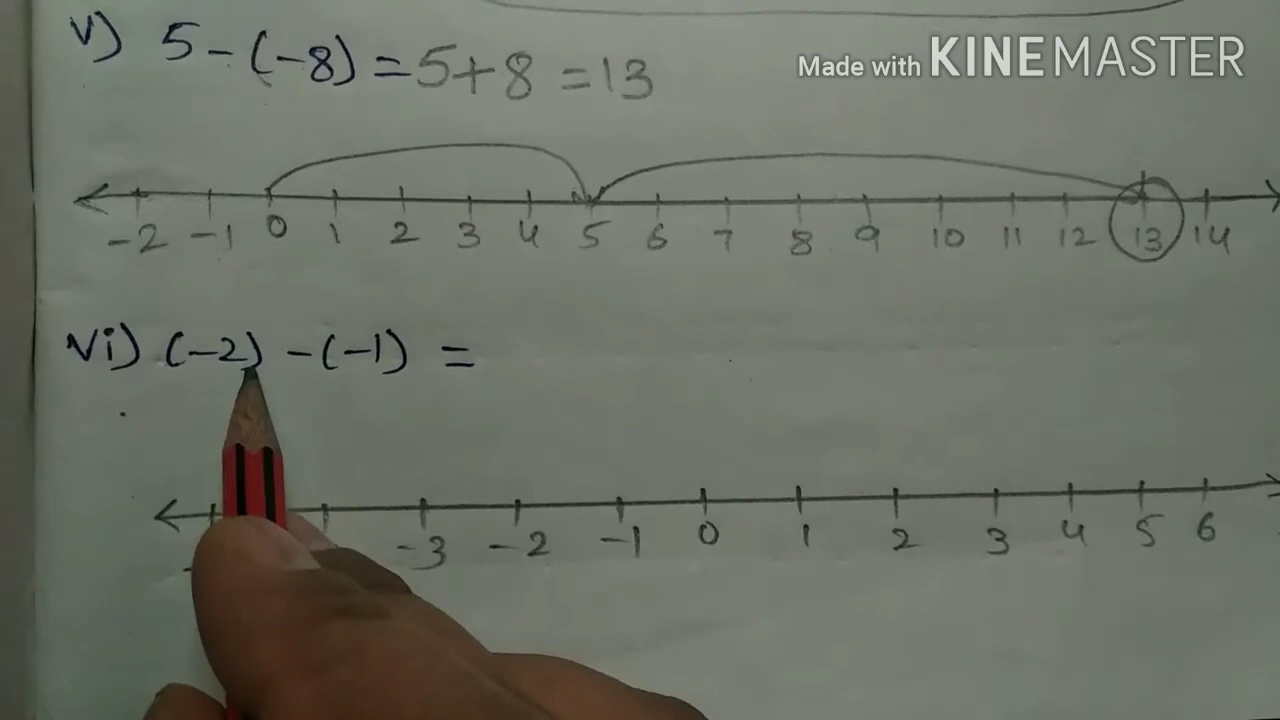 v) 5-(-8) = 5+8 = 13
Made with KINEMASTER
-2 -1 0 1 2 3 4 5 6 7 8 9 10 11 12 13 14
vi) (-2) -(-1) =
-3 -2 -1 0 1 2 3 4 5 6